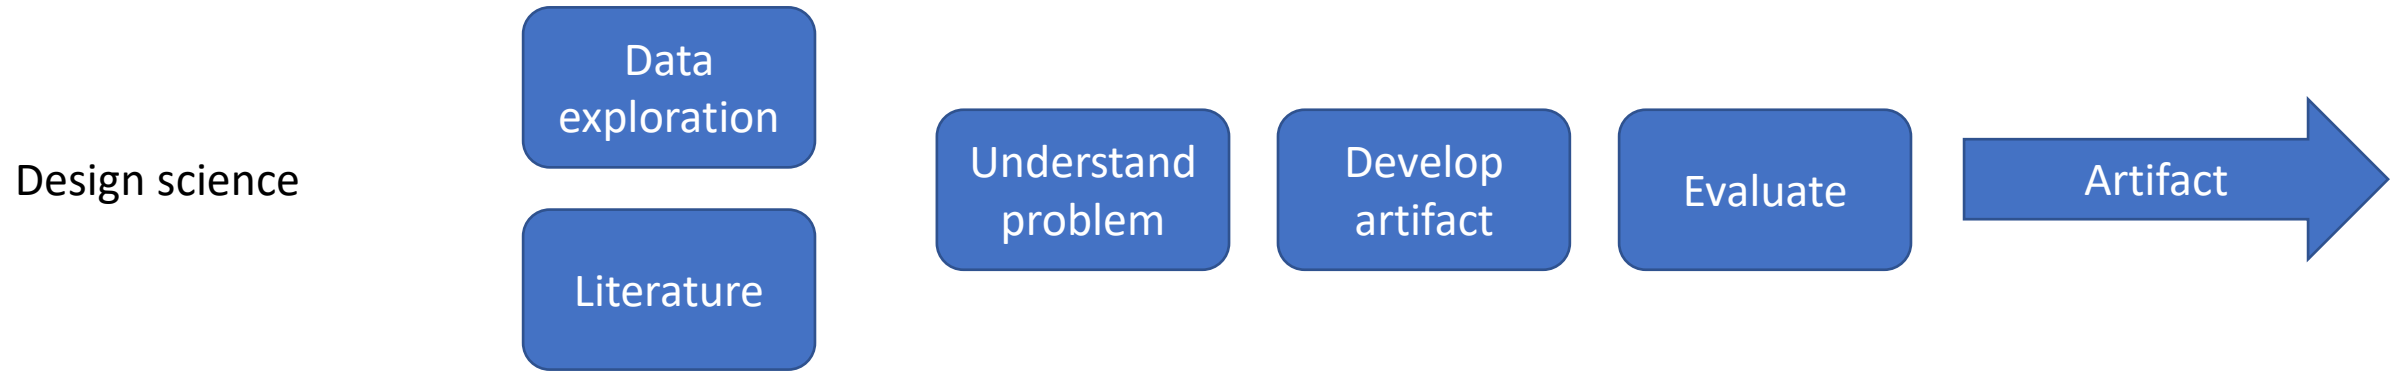 Design science
Data
exploration
Literature
Understand
problem
Develop
artifact
Evaluate
Artifact